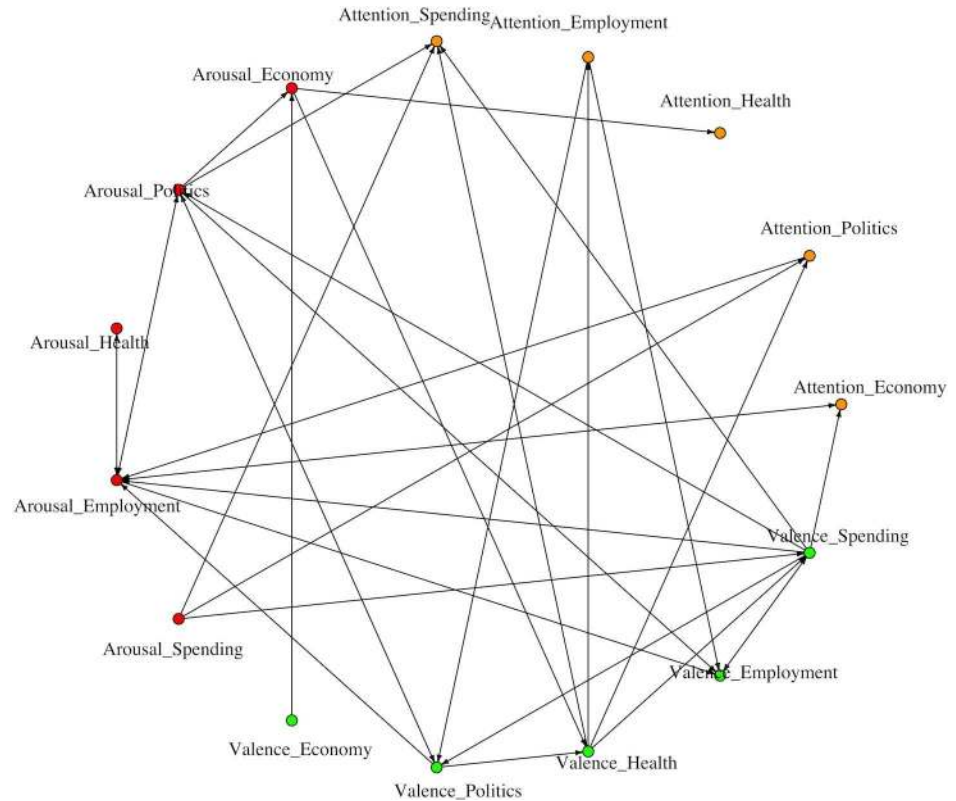 Attention_Spending
Attention_Employment
Arousal_Economy
Attention_Health
Arousal_Politics
Attention_Politics
Arousal_Health
Attention_Economy
Arousal_Employment
Valence_Spending
Arousal_Spending
Valence_Employment
Valence_Economy
Valence_Health
Valence_Politics